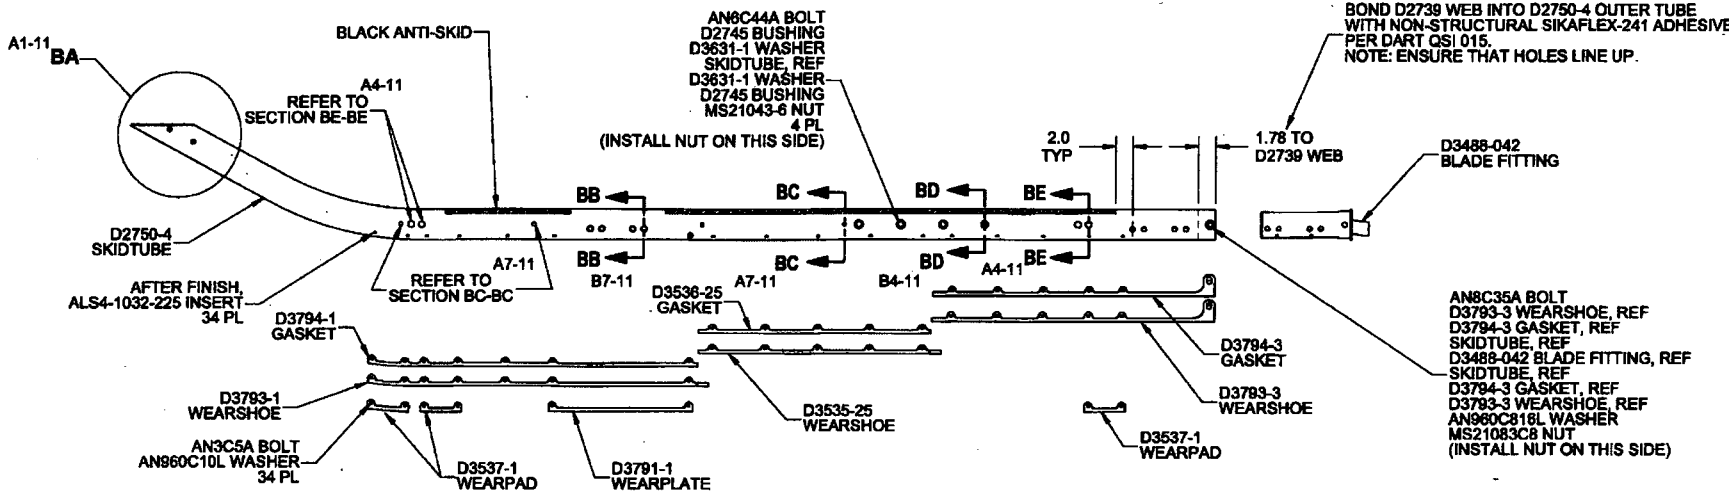 A1-11
BA
BLACK ANTI-SKID
A4-11
REFER TO
SECTION BE-BE
AN6C44A BOLT
D2745 BUSHING
D3631-1 WASHER
SKIDTUBE, REF
D3631-1 WASHER
D2745 BUSHING
MS21043-6 NUT
4 PL
(INSTALL NUT ON THIS SIDE)
BOND D2739 WEB INTO D2750-4 OUTER TUBE
WITH NON-STRUCTURAL SIKAFLEX-241 ADHESIVE
PER DART QSI 015.
NOTE: ENSURE THAT HOLES LINE UP.
2.0
TYP
1.78 TO
D2739 WEB
D3488-042
BLADE FITTING
BB
BC
BD
BE
D2750-4
SKIDTUBE
AFTER FINISH,
ALS4-1032-225 INSERT
34 PL
REFER TO
SECTION BC-BC
A7-11
BB
B7-11
BC
A7-11
BD
B4-11
BE
A4-11
D3794-1
GASKET
D3536-25
GASKET
D3794-3
GASKET
D3793-1
WEARSHOE
D3535-25
WEARSHOE
D3793-3
WEARSHOE
AN3C5A BOLT
AN960C10L WASHER
34 PL
D3537-1
WEARPAD
D3791-1
WEARPLATE
D3537-1
WEARPAD
AN8C35A BOLT
D3793-3 WEARSHOE, REF
D3794-3 GASKET, REF
SKIDTUBE, REF
D3488-042 BLADE FITTING, REF
SKIDTUBE, REF
D3794-3 GASKET, REF
D3793-3 WEARSHOE, REF
AN960C816L WASHER
MS21083C8 NUT
(INSTALL NUT ON THIS SIDE)